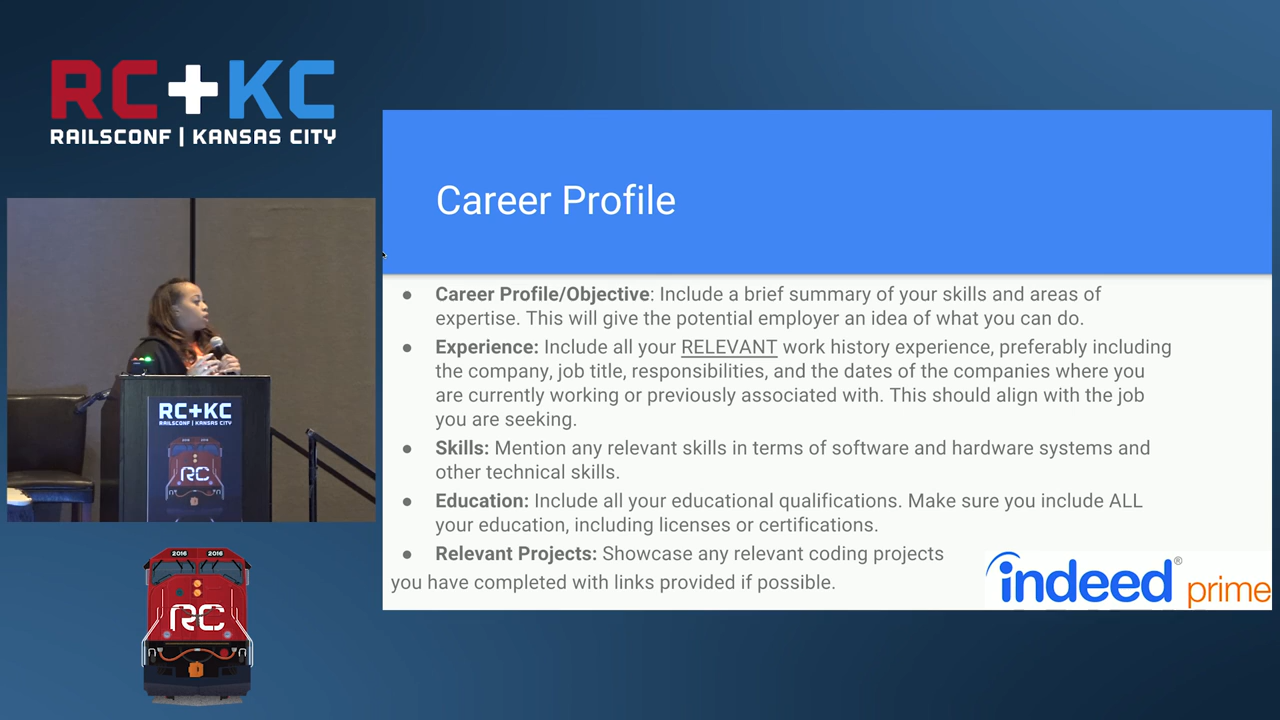 RC+KC
RAILSCONF | KANSAS CITY
Career Profile
● Career Profile/Objective: Include a brief summary of your skills and areas of
expertise. This will give the potential employer an idea of what you can do.
● Experience: Include all your RELEVANT work history experience, preferably including
the company, job title, responsibilities, and the dates of the companies where you
are currently working or previously associated with. This should align with the job
you are seeking.
● Skills: Mention any relevant skills in terms of software and hardware systems and
other technical skills.
● Education: Include all your educational qualifications. Make sure you include ALL
your education, including licenses or certifications.
● Relevant Projects: Showcase any relevant coding projects
you have completed with links provided if possible.
indeed® prime
RC+KC
RAILSCONF | KANSAS CITY
RC
2016 2016
RC